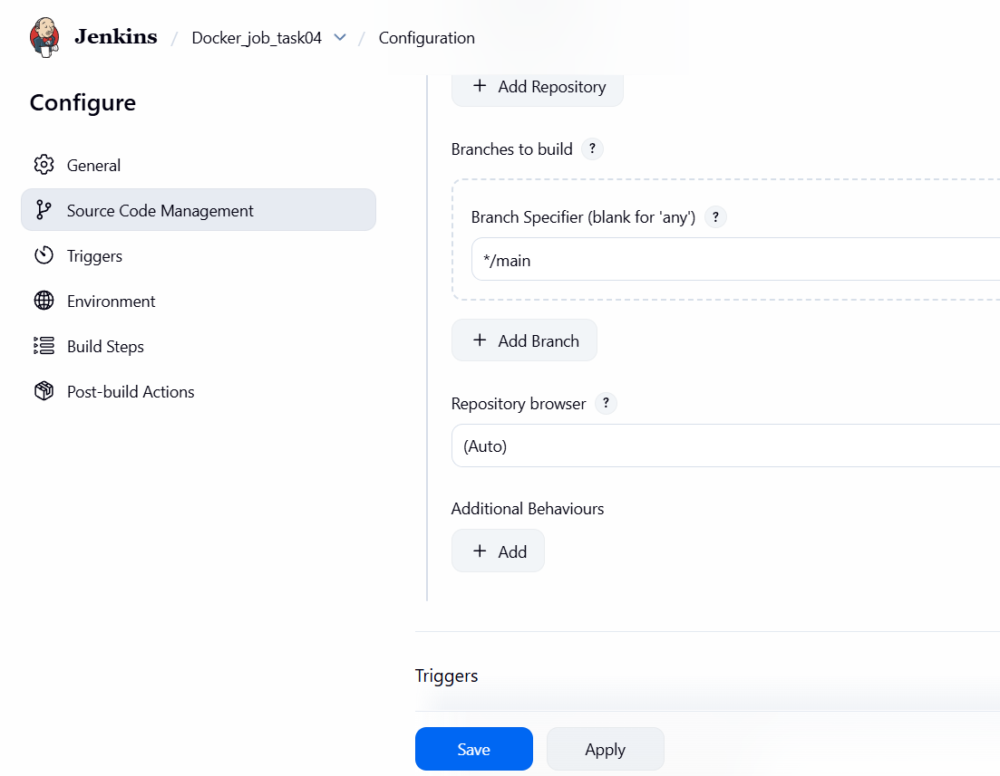 Jenkins / Docker_job_task04 / Configuration
Configure
General
Source Code Management
Triggers
Environment
Build Steps
Post-build Actions
+ Add Repository
Branches to build ?
Branch Specifier (blank for 'any') ?
*/main
+ Add Branch
Repository browser ?
(Auto)
Additional Behaviours
+ Add
Triggers
Save
Apply